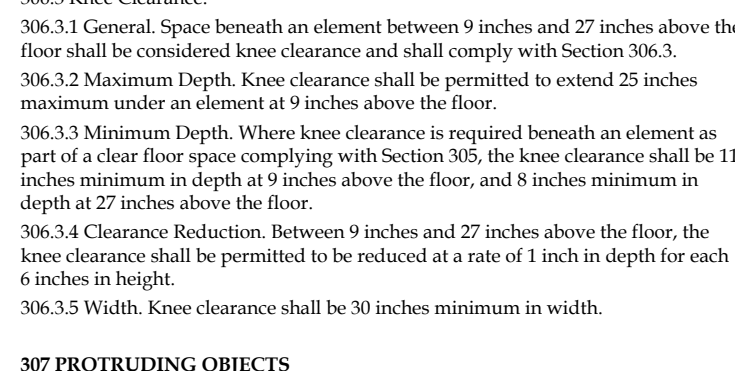 306.3 Knee Clearance.
306.3.1 General. Space beneath an element between 9 inches and 27 inches above the
floor shall be considered knee clearance and shall comply with Section 306.3.
306.3.2 Maximum Depth. Knee clearance shall be permitted to extend 25 inches
maximum under an element at 9 inches above the floor.
306.3.3 Minimum Depth. Where knee clearance is required beneath an element as
part of a clear floor space complying with Section 305, the knee clearance shall be 11
inches minimum in depth at 9 inches above the floor, and 8 inches minimum in
depth at 27 inches above the floor.
306.3.4 Clearance Reduction. Between 9 inches and 27 inches above the floor, the
knee clearance shall be permitted to be reduced at a rate of 1 inch in depth for each
6 inches in height.
306.3.5 Width. Knee clearance shall be 30 inches minimum in width.
307 PROTRUDING OBJECTS